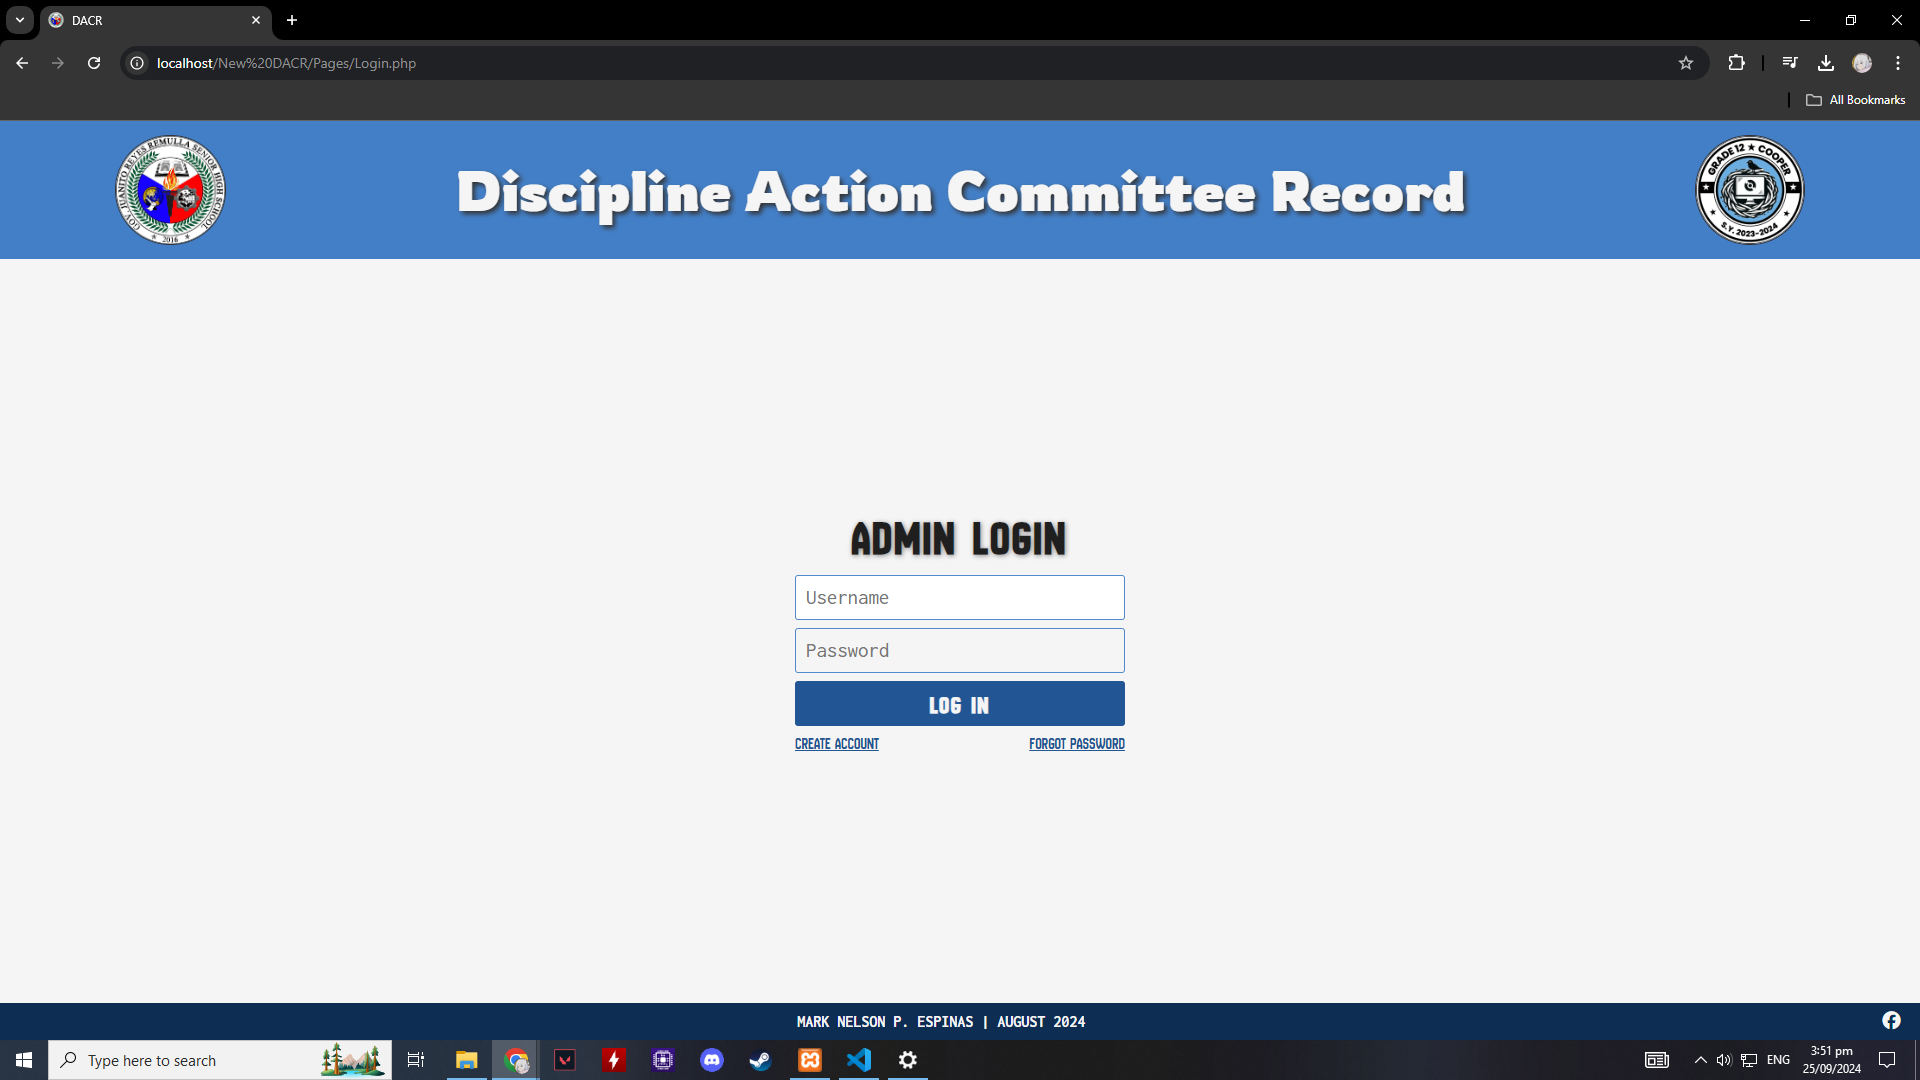 DACR
localhost/New%20DACR/Pages/Login.php
All Bookmarks
GOV. JUANITO REYES REMULLA SENIOR HIGH SCHOOL
2016
Discipline Action Committee Record
GRADE 12 ★ COOPER
S.Y. 2023-2024
ADMIN LOGIN
Username
Password
LOG IN
CREATE ACCOUNT
FORGOT PASSWORD
MARK NELSON P. ESPINAS | AUGUST 2024
Type here to search
ENG
3:51 pm
25/09/2024